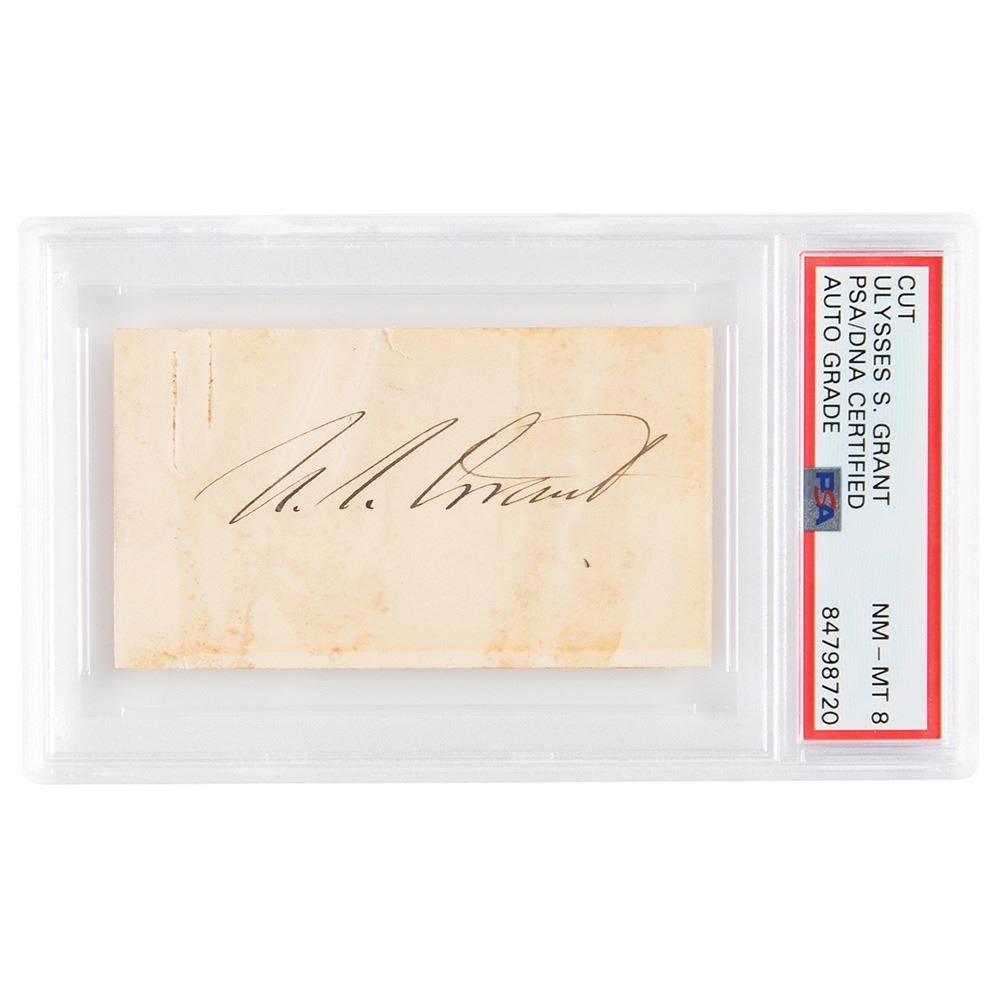 U. S. Grant
CUT
ULYSSES S. GRANT
PSA/DNA CERTIFIED
AUTO GRADE
PSA
NM – MT 8
84798720